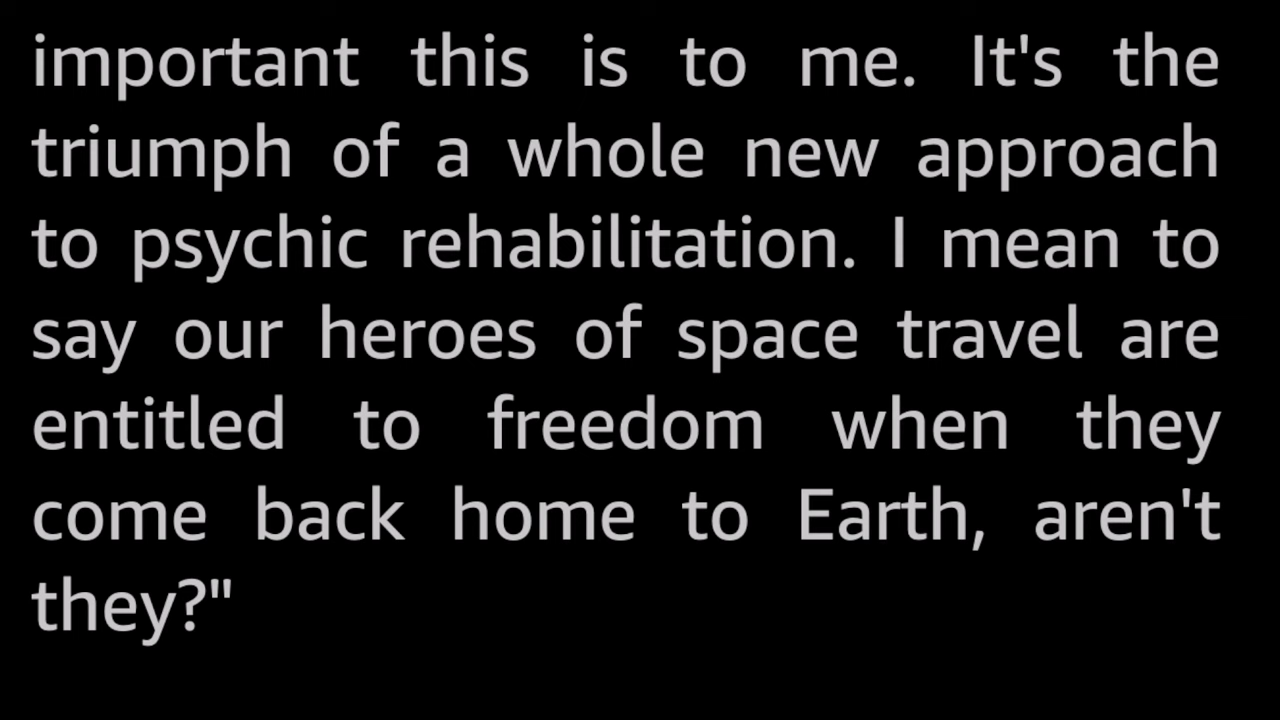 important this is to me. It's the
triumph of a whole new approach
to psychic rehabilitation. I mean to
say our heroes of space travel are
entitled to freedom when they
come back home to Earth, aren't
they?"